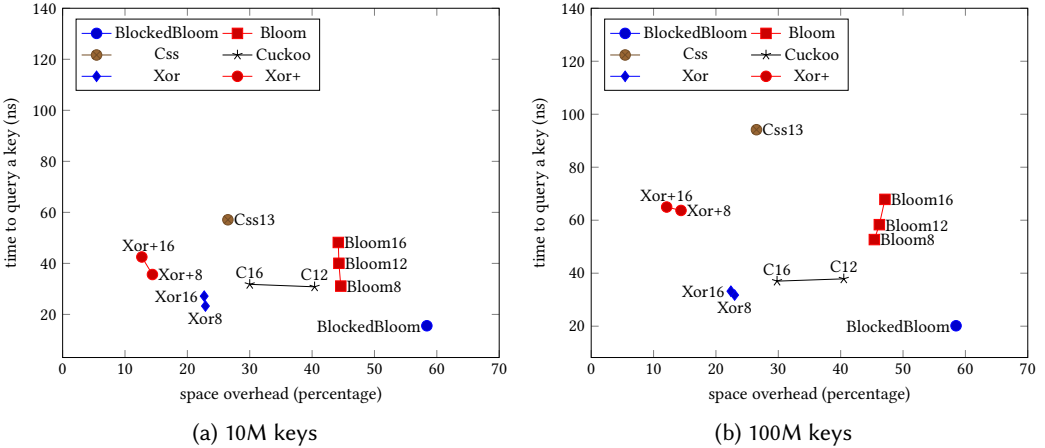 140
120
100
80
60
40
20
0
10
20
30
40
50
60
70
time to query a key (ns)
space overhead (percentage)
BlockedBloom
Bloom
Css
Cuckoo
Xor
Xor+
Css13
Xor+16
Xor+8
Xor16
Xor8
C16
C12
Bloom16
Bloom12
Bloom8
BlockedBloom
(a) 10M keys
140
120
100
80
60
40
20
0
10
20
30
40
50
60
70
time to query a key (ns)
space overhead (percentage)
BlockedBloom
Bloom
Css
Cuckoo
Xor
Xor+
Css13
Xor+16
Xor+8
Xor16
Xor8
C16
C12
Bloom16
Bloom12
Bloom8
BlockedBloom
(b) 100M keys